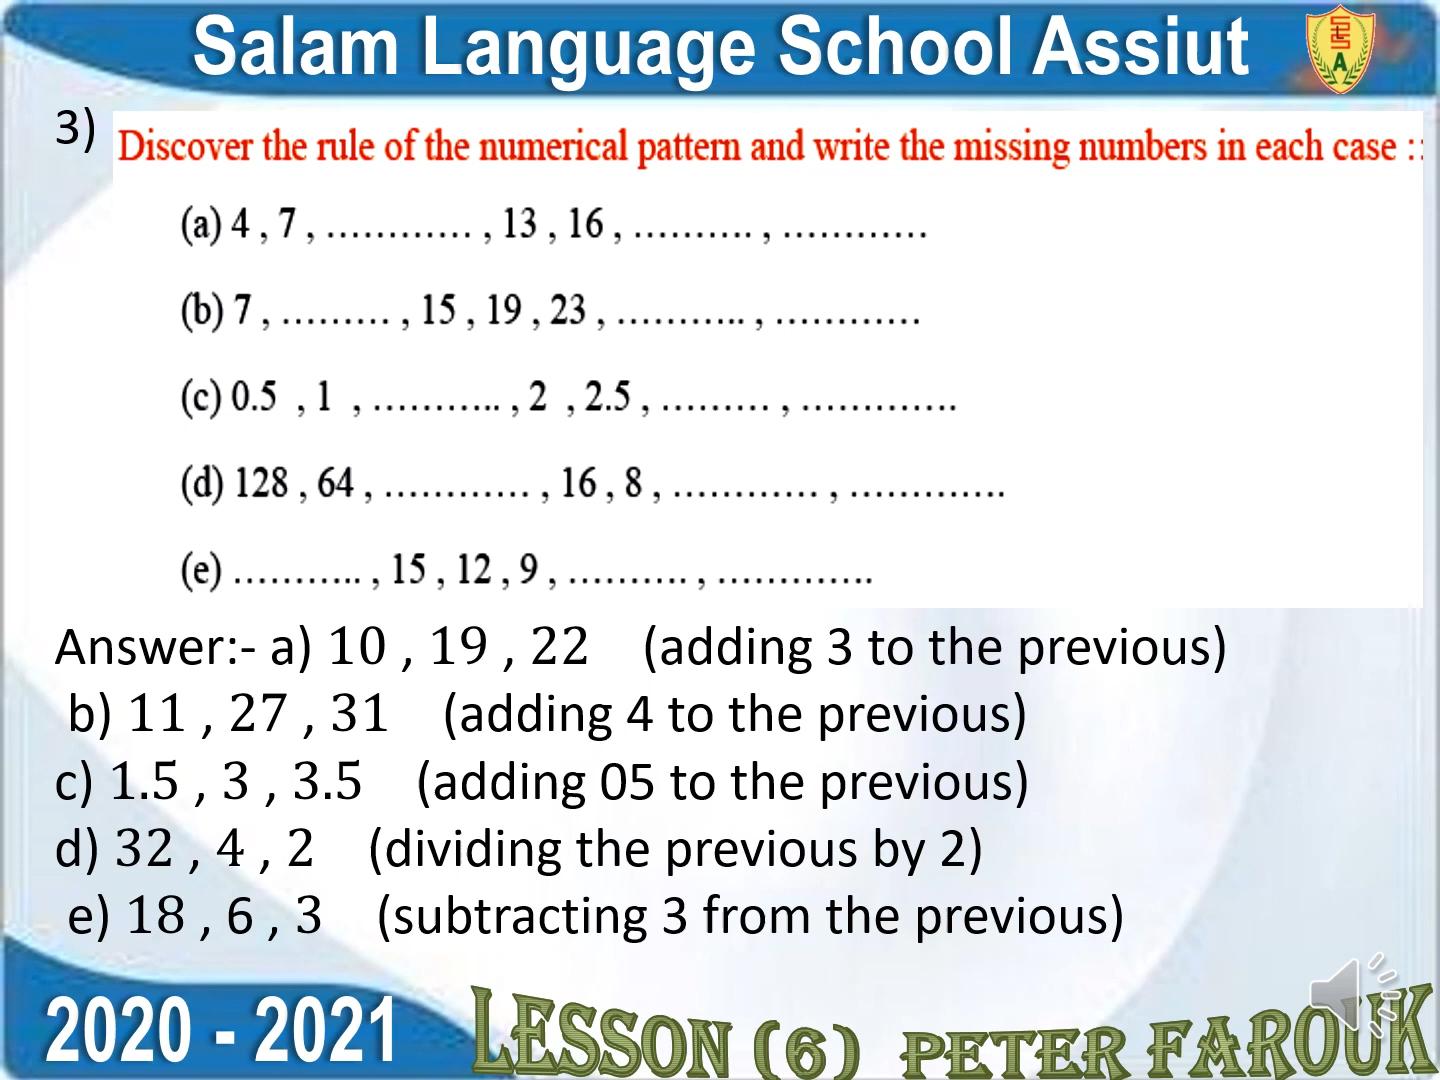 Salam Language School Assiut
3)
Discover the rule of the numerical pattern and write the missing numbers in each case ::
(a) 4 , 7 , ………… , 13 , 16 , ………. , …………
(b) 7 , ……… , 15 , 19 , 23 , ……….. , …………
(c) 0.5 , 1 , ……….. , 2 , 2.5 , ……… , ………….
(d) 128 , 64 , ………… , 16 , 8 , ………… , ………….
(e) ……….. , 15 , 12 , 9 , ………. , ………….
Answer:- a) 10 , 19 , 22 (adding 3 to the previous)
b) 11 , 27 , 31 (adding 4 to the previous)
c) 1.5 , 3 , 3.5 (adding 05 to the previous)
d) 32 , 4 , 2 (dividing the previous by 2)
e) 18 , 6 , 3 (subtracting 3 from the previous)
2020 - 2021 LESSON (6) PETER FAROUK